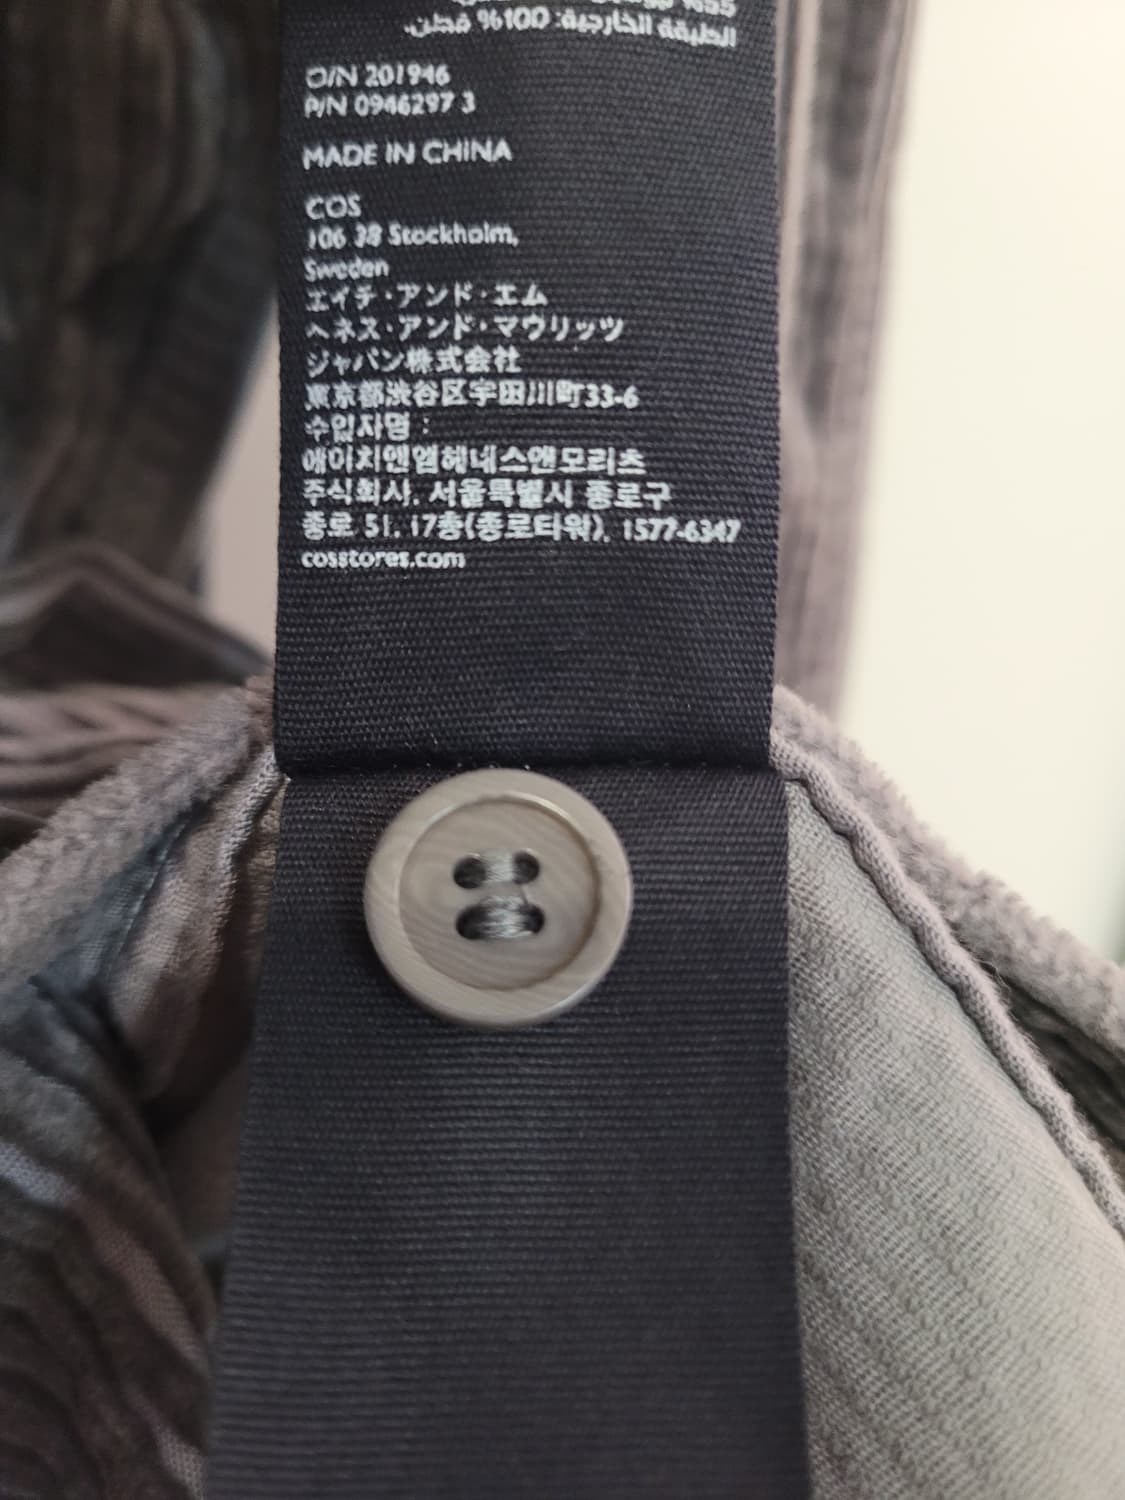 %55
الطبقة الخارجية: 100% قطن.
O/N 201946
P/N 0946297 3
MADE IN CHINA
COS
106 38 Stockholm,
Sweden
エイチ・アンド・エム
ヘネス・アンド・マウリッツ
ジャパン株式会社
東京都渋谷区宇田川町33-6
수입자명 :
에이치앤엠헤네스앤모리츠
주식회사, 서울특별시 종로구
종로 51, 17층(종로타워), 1577-6347
cosstores.com